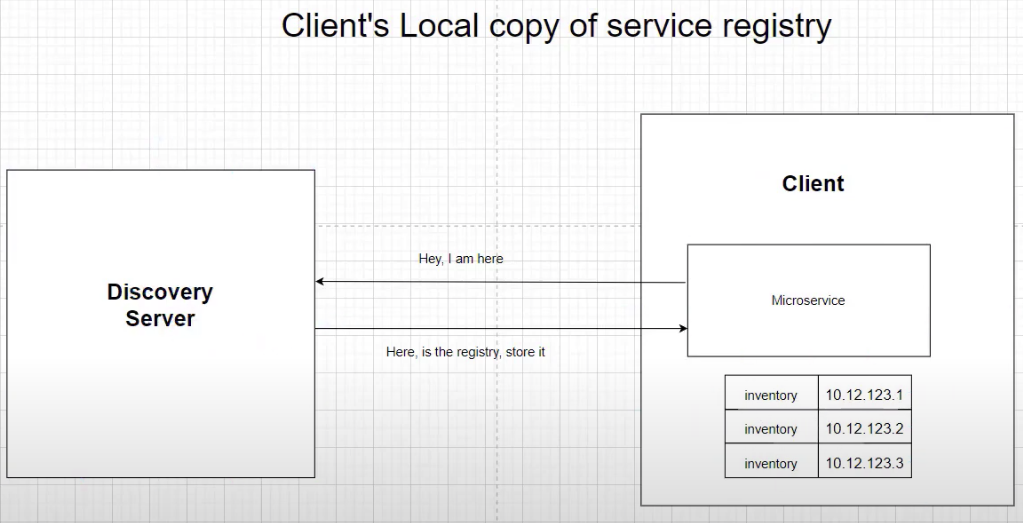 Client's Local copy of service registry
Client
Hey, I am here
Discovery
Server
Microservice
Here, is the registry, store it
inventory 10.12.123.1
inventory 10.12.123.2
inventory 10.12.123.3